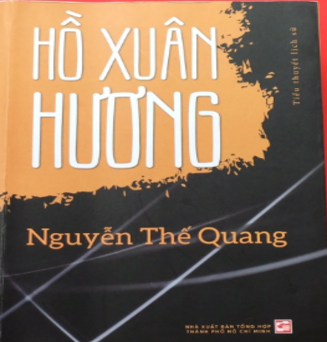 HỒ XUÂN
HƯƠNG
Tiểu thuyết lịch sử
Nguyễn Thế Quang
NHÀ XUẤT BẢN TỔNG HỢP
THÀNH PHỐ HỒ CHÍ MINH